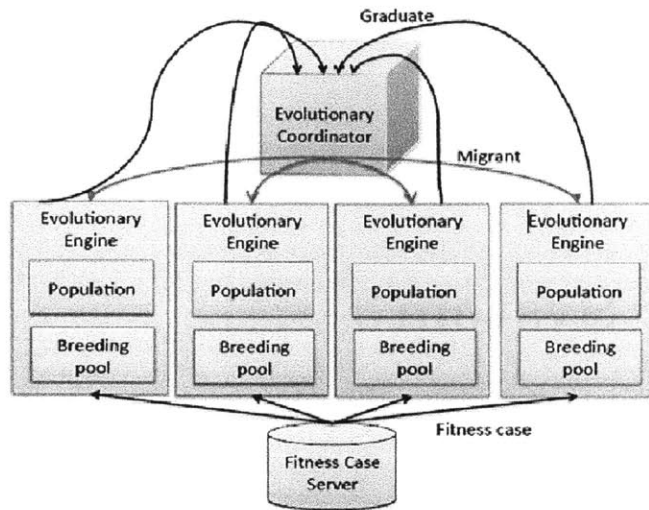 Graduate
Evolutionary
Coordinator
Migrant
Evolutionary
Engine
Population
Breeding
pool
Evolutionary
Engine
Population
Breeding
pool
Evolutionary
Engine
Population
Breeding
pool
Evolutionary
Engine
Population
Breeding
pool
Fitness case
Fitness Case
Server